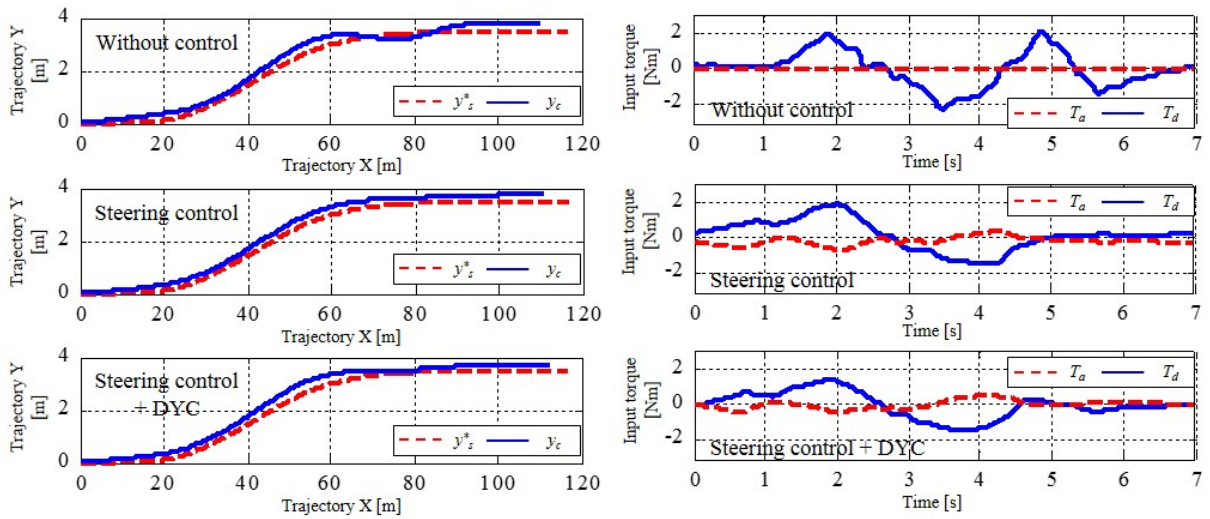 Trajectory Y
[m]
4
2
0
Without control
y*s yc
0 20 40 60 80 100 120
Trajectory X [m]
Input torque
[Nm]
2
0
-2
Without control
Ta Td
0 1 2 3 4 5 6 7
Time [s]
Trajectory Y
[m]
4
2
0
Steering control
y*s yc
0 20 40 60 80 100 120
Trajectory X [m]
Input torque
[Nm]
2
0
-2
Ta Td
Steering control
0 1 2 3 4 5 6 7
Time [s]
Trajectory Y
[m]
4
2
0
Steering control
+ DYC
y*s yc
0 20 40 60 80 100 120
Trajectory X [m]
Input torque
[Nm]
2
0
-2
Ta Td
Steering control + DYC
0 1 2 3 4 5 6 7
Time [s]